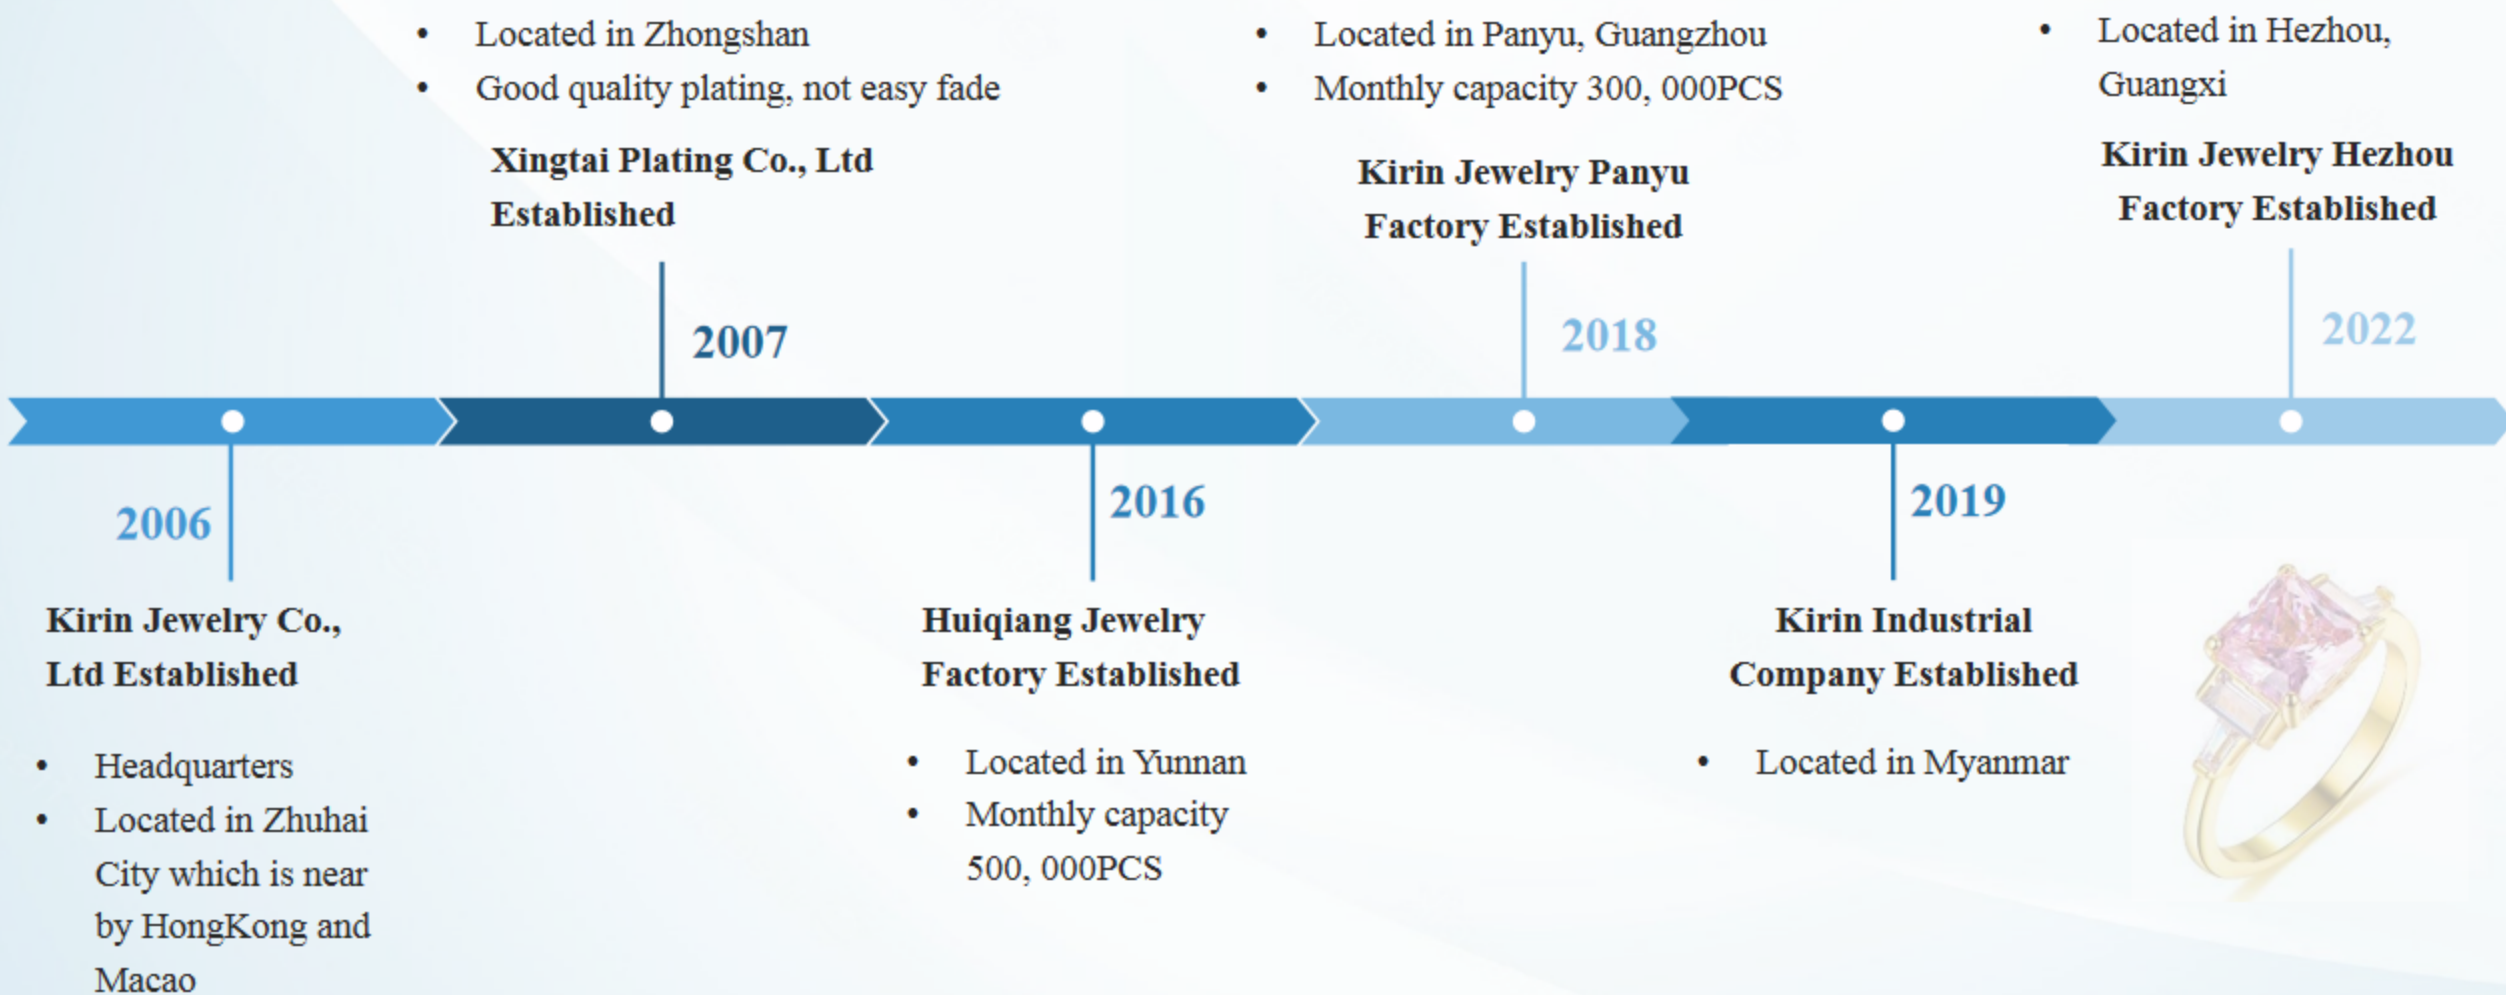 • Located in Zhongshan
• Good quality plating, not easy fade
Xingtai Plating Co., Ltd
Established
2007
• Located in Panyu, Guangzhou
• Monthly capacity 300, 000PCS
Kirin Jewelry Panyu
Factory Established
2018
• Located in Hezhou,
Guangxi
Kirin Jewelry Hezhou
Factory Established
2022
2006
Kirin Jewelry Co.,
Ltd Established
• Headquarters
• Located in Zhuhai
City which is near
by HongKong and
Macao
2016
Huiqiang Jewelry
Factory Established
• Located in Yunnan
• Monthly capacity
500, 000PCS
2019
Kirin Industrial
Company Established
• Located in Myanmar